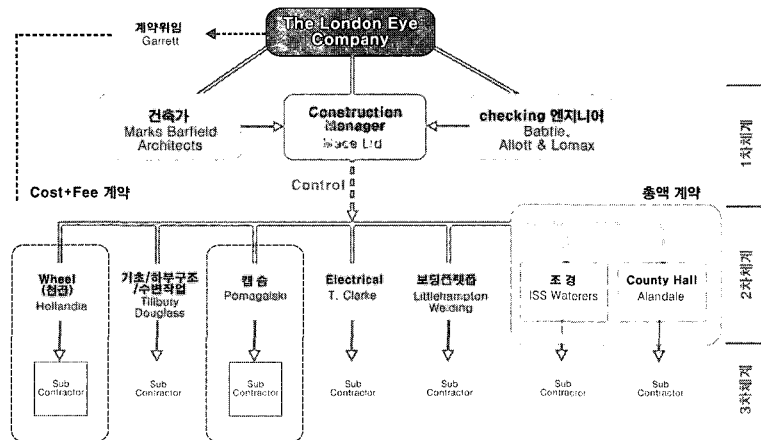 계약위임
Garrett
The London Eye
Company
건축가
Marks Barfield
Architects
Construction
Manager
Mace Ltd
checking 엔지니어
Babtie,
Allott & Lomax
1차체계
Control
Cost+Fee 계약
총액 계약
Wheel
(철골)
Hollandia
기초/하부구조
/수변작업
Tillbury
Douglass
캡슐
Pomagalski
Electrical
T. Clarke
보딩플랫폼
Littlehampton
Welding
조경
ISS Waterers
County Hall
Alandale
2차체계
Sub
Contractor
Sub
Contractor
Sub
Contractor
Sub
Contractor
Sub
Contractor
Sub
Contractor
Sub
Contractor
3차체계